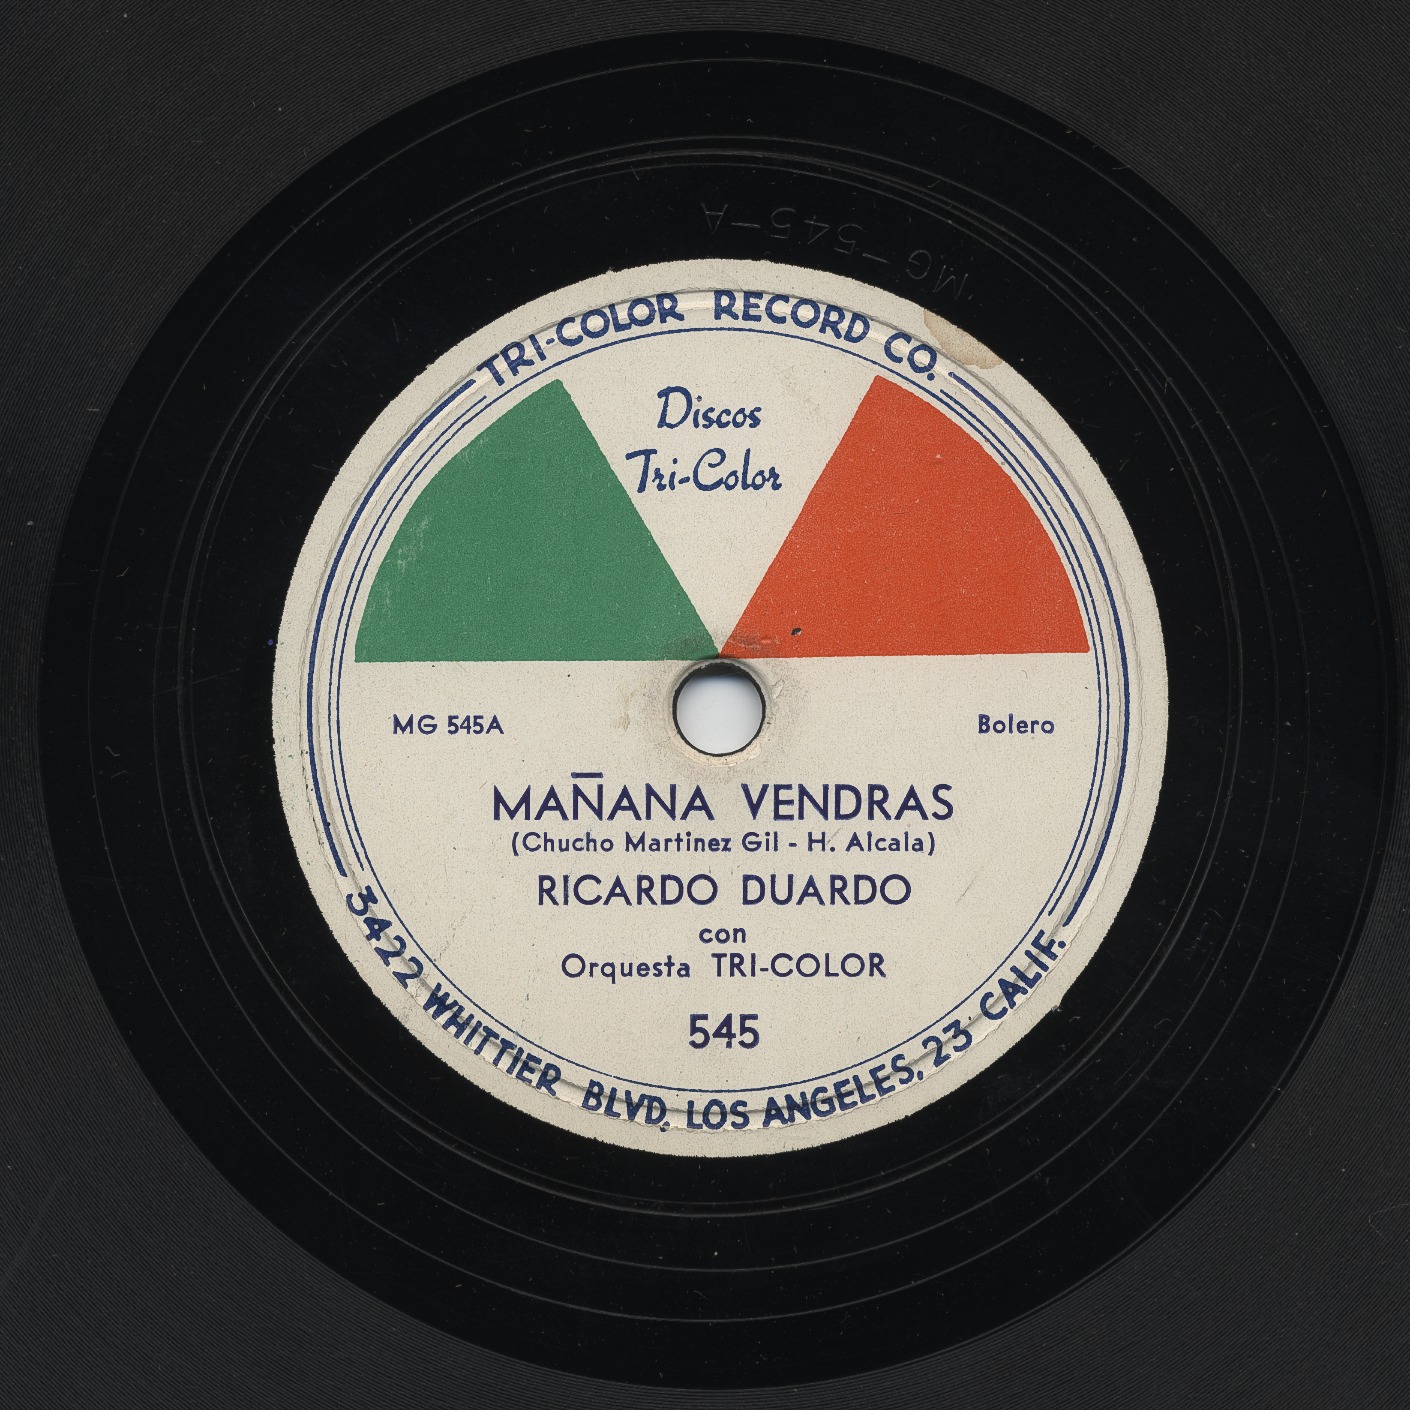 MG-545-A
TRI-COLOR RECORD CO.
Discos
Tri-Color
MG 545A
Bolero
MAÑANA VENDRAS
(Chucho Martinez Gil - H. Alcala)
RICARDO DUARDO
con
Orquesta TRI-COLOR
545
3422 WHITTIER BLVD. LOS ANGELES, 23 CALIF.